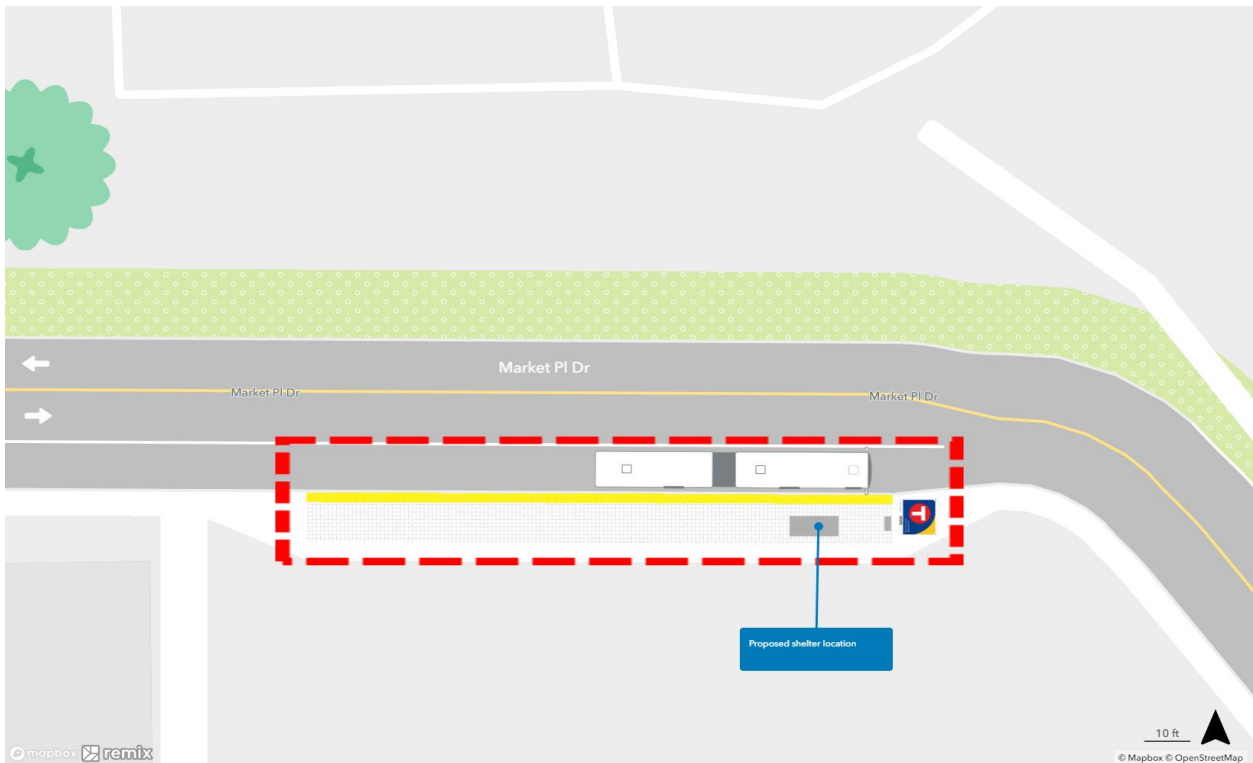 Market Pl Dr
Market Pl Dr
Market Pl Dr
T
Proposed shelter location
10 ft
mapbox remix
© Mapbox © OpenStreetMap